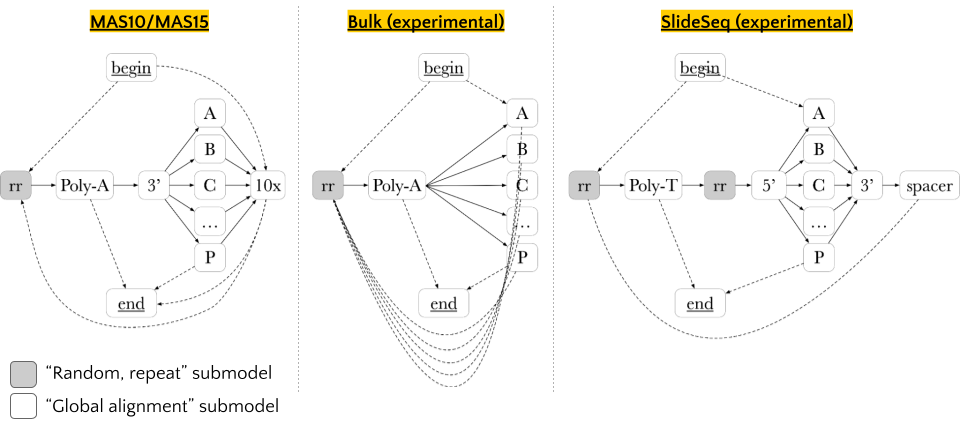 MAS10/MAS15
begin
A
B
rr
Poly-A
3’
C
10x
...
P
end
Bulk (experimental)
begin
A
B
rr
Poly-A
C
...
P
end
SlideSeq (experimental)
begin
A
B
rr
Poly-T
rr
5’
C
3’
spacer
...
P
end
“Random, repeat” submodel
“Global alignment” submodel